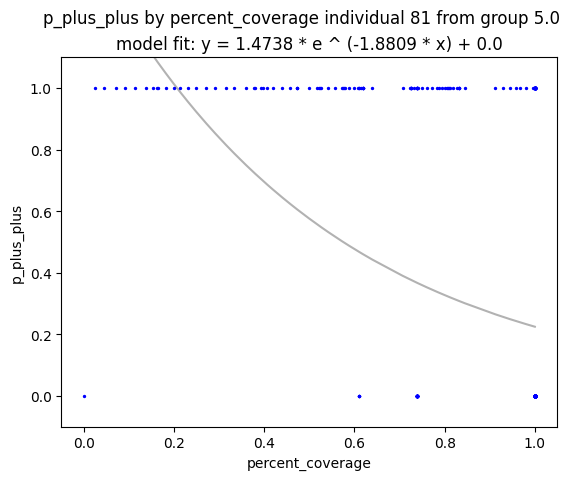 p_plus_plus by percent_coverage individual 81 from group 5.0
model fit: y = 1.4738 * e ^ (-1.8809 * x) + 0.0
1.0
0.8
0.6
0.4
0.2
0.0
p_plus_plus
0.0 0.2 0.4 0.6 0.8 1.0
percent_coverage